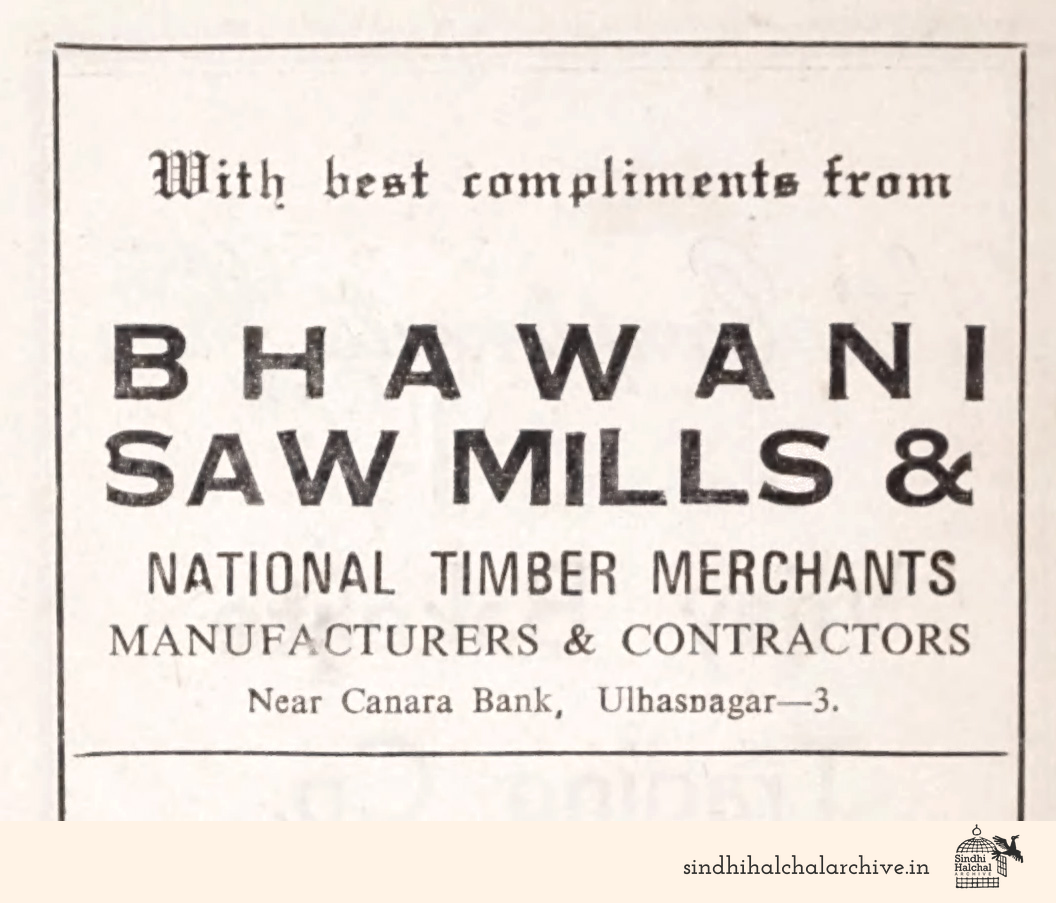 With best compliments from
BHAWANI
SAW MILLS &
NATIONAL TIMBER MERCHANTS
MANUFACTURERS & CONTRACTORS
Near Canara Bank, Ulhasnagar—3.
sindhihalchalarchive.in
Sindhi
Halchal
ARCHIVE